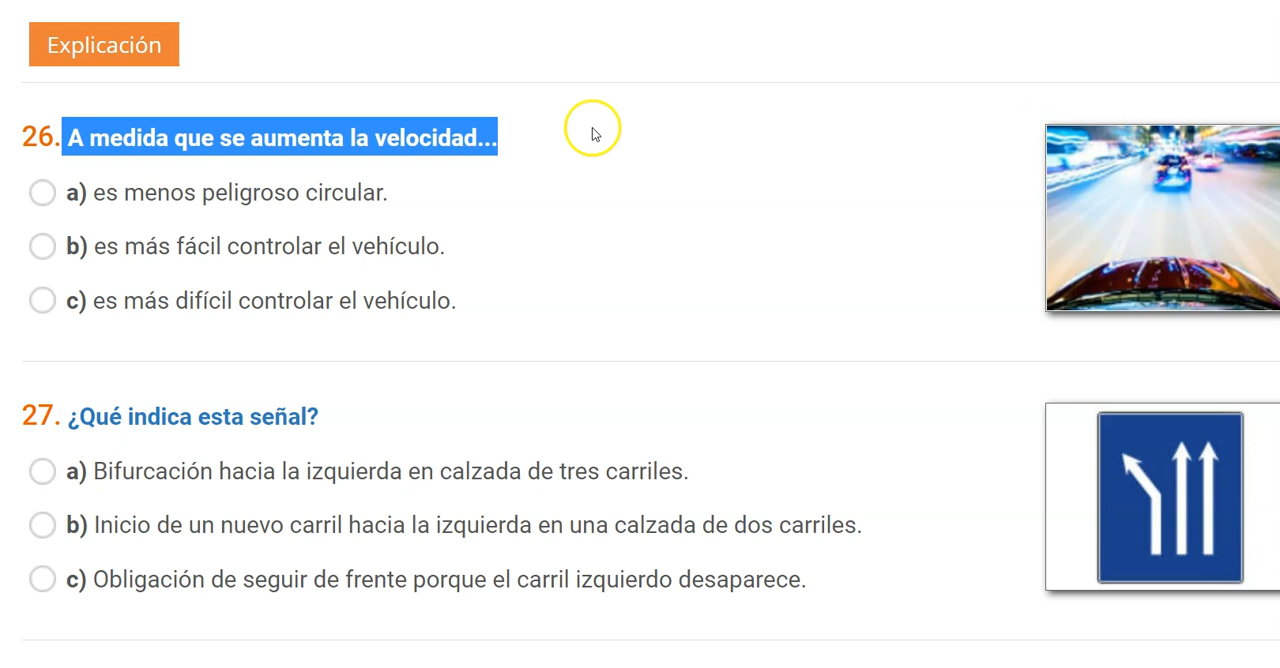 Explicación
26. A medida que se aumenta la velocidad...
a) es menos peligroso circular.
b) es más fácil controlar el vehículo.
c) es más difícil controlar el vehículo.
27. ¿Qué indica esta señal?
a) Bifurcación hacia la izquierda en calzada de tres carriles.
b) Inicio de un nuevo carril hacia la izquierda en una calzada de dos carriles.
c) Obligación de seguir de frente porque el carril izquierdo desaparece.